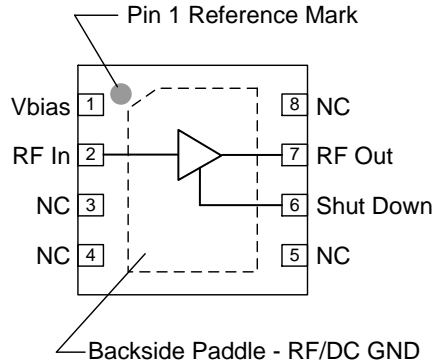 Pin 1 Reference Mark
Vbias 1
8 NC
RF In 2
7 RF Out
NC 3
6 Shut Down
NC 4
5 NC
Backside Paddle - RF/DC GND